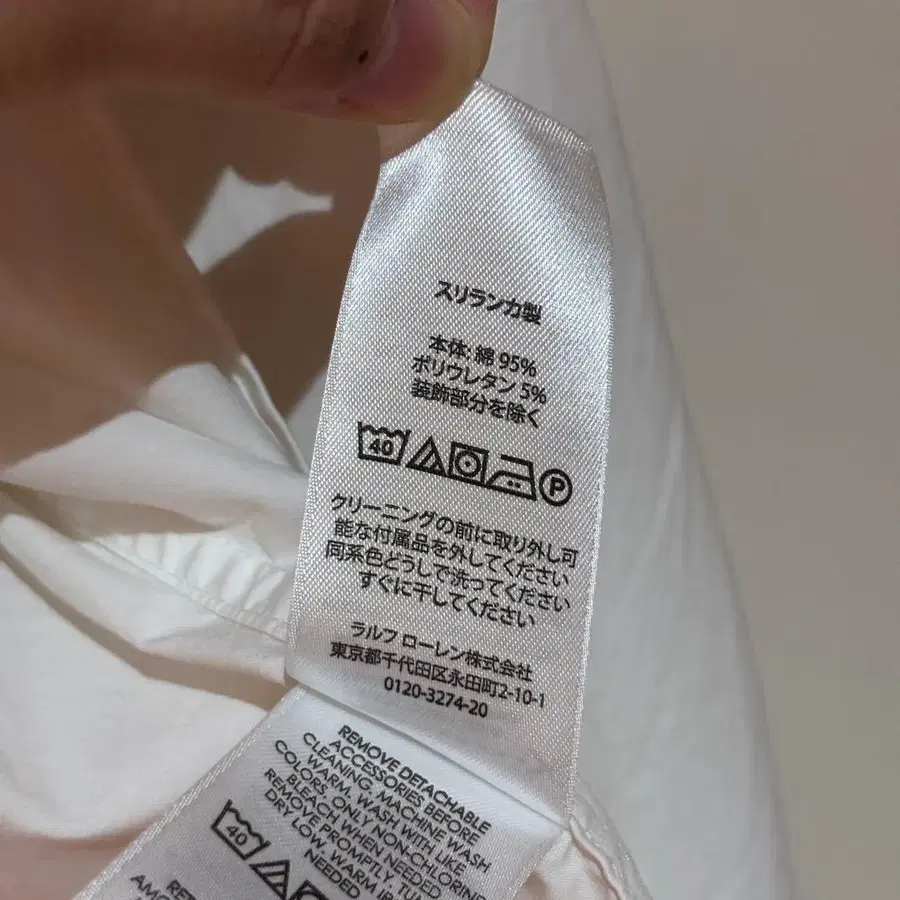 スリランカ製
本体: 綿 95%
ポリウレタン 5%
装飾部分を除く
40
P
クリーニングの前に取り外し可
能な付属品を外してください
同系色どうしで洗ってください
すぐに干してください
ラルフ ローレン株式会社
東京都千代田区永田町2-10-1
0120-3274-20
REMOVE DETACHABLE
ACCESSORIES BEFORE
CLEANING, MACHINE WASH
WARM, WASH WITH LIKE
COLORS, ONLY NON-CHLORINE
BLEACH WHEN NEEDED
REMOVE PROMPTLY, TUM
DRY LOW, WARM IR
NEEDED
40
RET
AMO